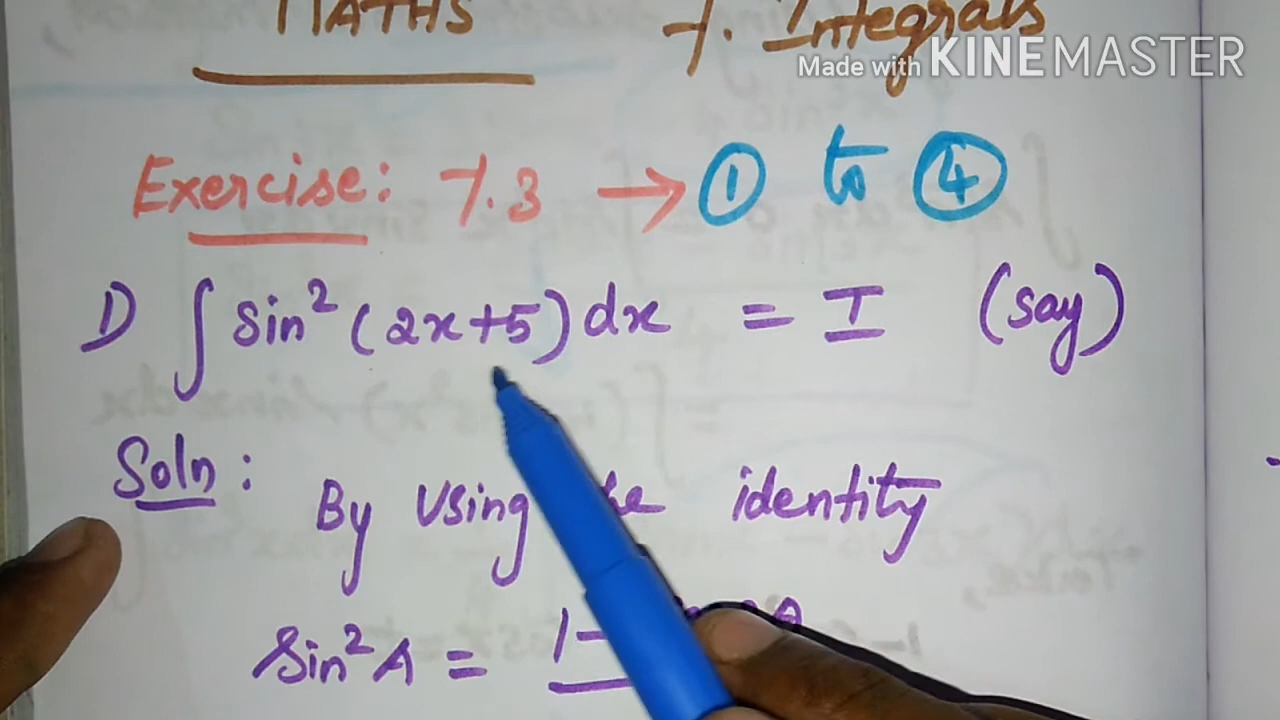 MATHS 7. Integrals
Made with KINEMASTER
Exercise: 7.3 → ① to ④
1) ∫ sin² (2x+5) dx = I (say)
Soln:
By using identity
Sin²A = 1-